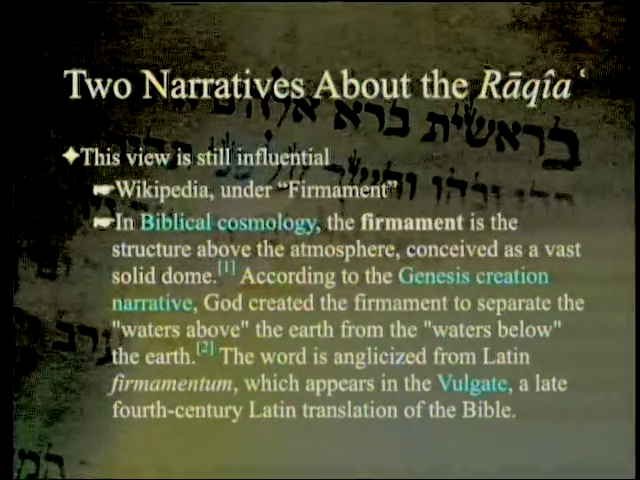 Two Narratives About the Rāqîaʿ
בראשית ברא אלהים
✦This view is still influential
☛Wikipedia, under “Firmament”
☛In Biblical cosmology, the firmament is the
structure above the atmosphere, conceived as a vast
solid dome.[1] According to the Genesis creation
narrative, God created the firmament to separate the
"waters above" the earth from the "waters below"
the earth.[2] The word is anglicized from Latin
firmamentum, which appears in the Vulgate, a late
fourth-century Latin translation of the Bible.